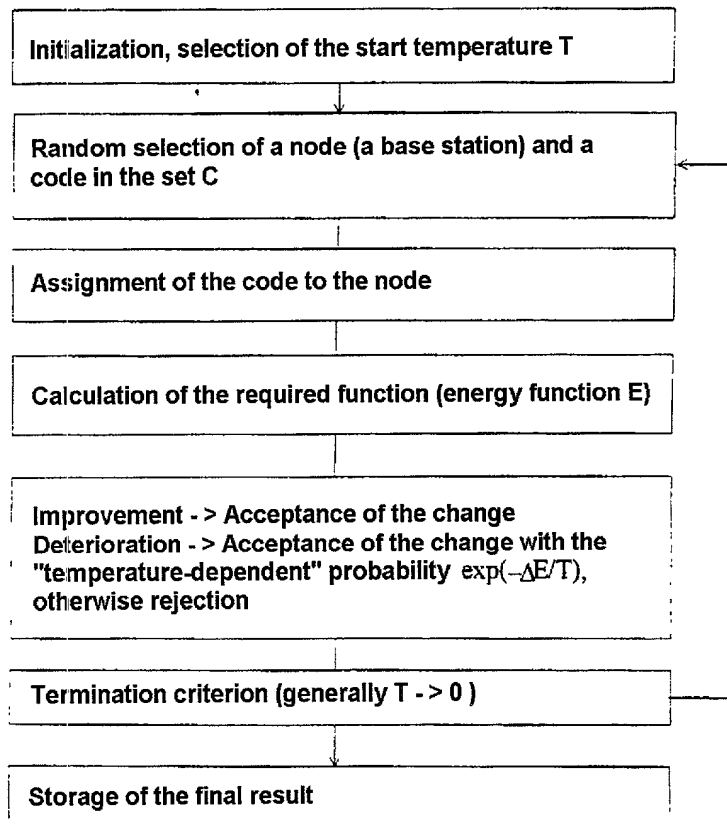 Initialization, selection of the start temperature T
Random selection of a node (a base station) and a
code in the set C
Assignment of the code to the node
Calculation of the required function (energy function E)
Improvement - > Acceptance of the change
Deterioration - > Acceptance of the change with the
"temperature-dependent" probability exp(−ΔE/T),
otherwise rejection
Termination criterion (generally T - > 0 )
Storage of the final result